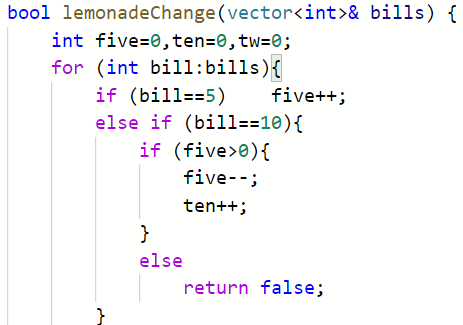 bool lemonadeChange(vector<int>& bills) {
    int five=0,ten=0,tw=0;
    for (int bill:bills){
        if (bill==5)    five++;
        else if (bill==10){
            if (five>0){
                five--;
                ten++;
            }
            else
                return false;
        }